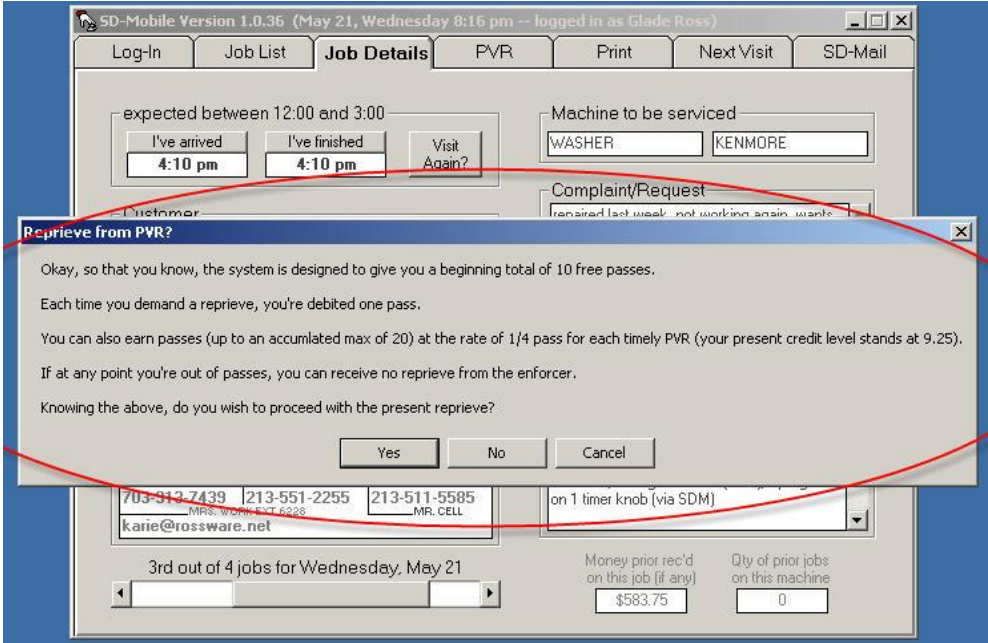 SD-Mobile Version 1.0.36 (May 21, Wednesday 8:16 pm -- logged in as Glade Ross)
Log-In Job List Job Details PVR Print Next Visit SD-Mail
expected between 12:00 and 3:00
I've arrived I've finished Visit Again?
4:10 pm 4:10 pm
Machine to be serviced
WASHER KENMORE
Customer
Complaint/Request
repaired last week, not working again, wants
Reprieve from PVR?
Okay, so that you know, the system is designed to give you a beginning total of 10 free passes.
Each time you demand a reprieve, you're debited one pass.
You can also earn passes (up to an accumlated max of 20) at the rate of 1/4 pass for each timely PVR (your present credit level stands at 9.25).
If at any point you're out of passes, you can receive no reprieve from the enforcer.
Knowing the above, do you wish to proceed with the present reprieve?
Yes No Cancel
703-313-7439 213-551-2255 213-511-5585
MRS. WORK EXT 6228 MR. CELL
karie@rossware.net
on 1 timer knob (via SDM)
3rd out of 4 jobs for Wednesday, May 21
Money prior rec'd
on this job (if any)
$583.75
Qty of prior jobs
on this machine
0